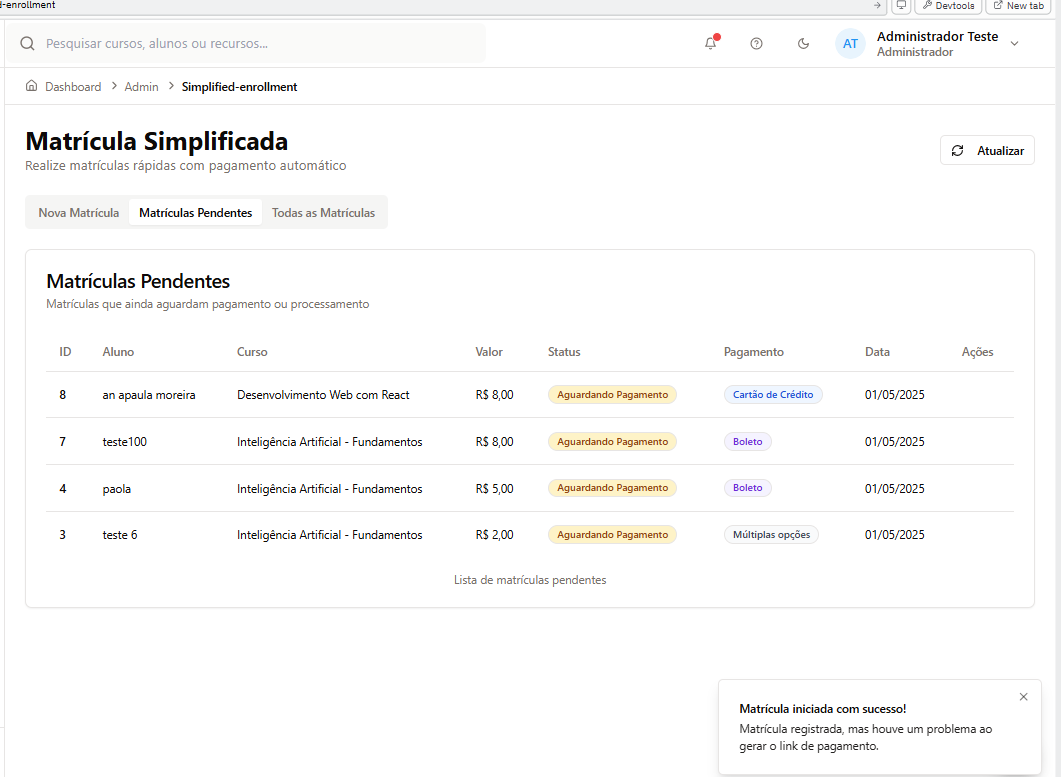 d-enrollment
Devtools
New tab
Pesquisar cursos, alunos ou recursos...
AT
Administrador Teste
Administrador
Dashboard > Admin > Simplified-enrollment
Matrícula Simplificada
Realize matrículas rápidas com pagamento automático
Atualizar
Nova Matrícula Matrículas Pendentes Todas as Matrículas
Matrículas Pendentes
Matrículas que ainda aguardam pagamento ou processamento
ID Aluno Curso Valor Status Pagamento Data Ações
8 an apaula moreira Desenvolvimento Web com React R$ 8,00 Aguardando Pagamento Cartão de Crédito 01/05/2025
7 teste100 Inteligência Artificial - Fundamentos R$ 8,00 Aguardando Pagamento Boleto 01/05/2025
4 paola Inteligência Artificial - Fundamentos R$ 5,00 Aguardando Pagamento Boleto 01/05/2025
3 teste 6 Inteligência Artificial - Fundamentos R$ 2,00 Aguardando Pagamento Múltiplas opções 01/05/2025
Lista de matrículas pendentes
Matrícula iniciada com sucesso!
Matrícula registrada, mas houve um problema ao
gerar o link de pagamento.